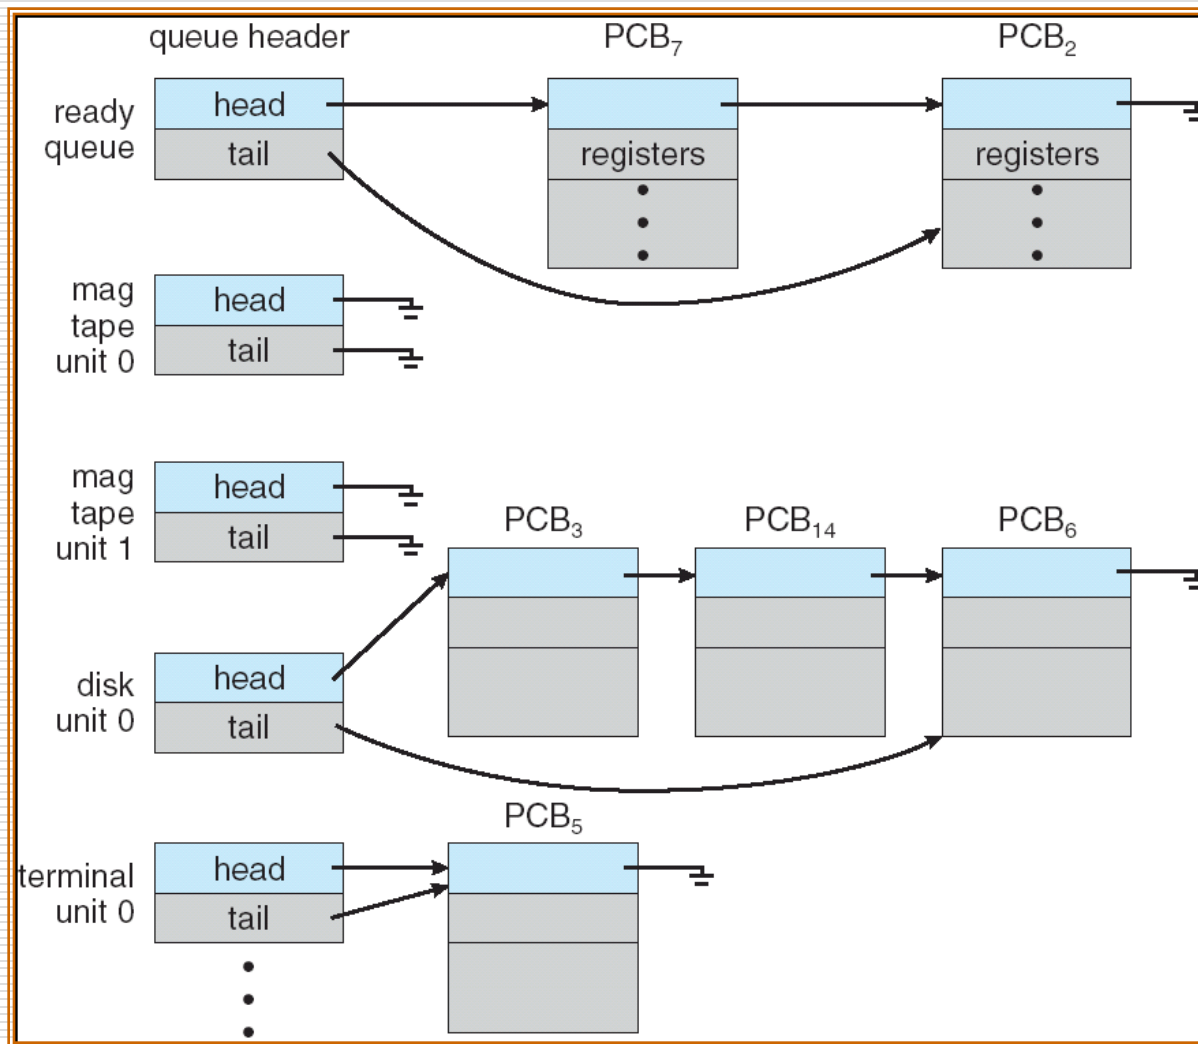 queue header
PCB₇
PCB₂
ready
queue
head
tail
registers
registers
mag
tape
unit 0
head
tail
mag
tape
unit 1
head
tail
PCB₃
PCB₁₄
PCB₆
disk
unit 0
head
tail
PCB₅
terminal
unit 0
head
tail